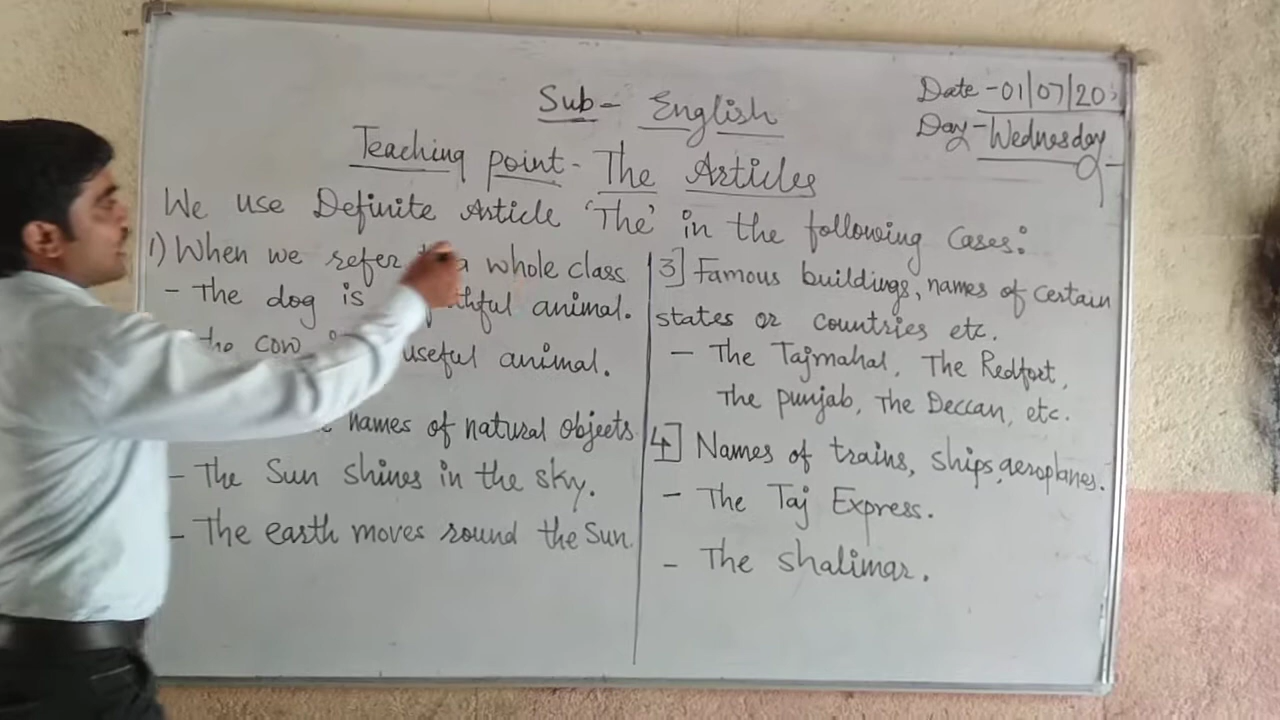 Sub- English
Date -01/07/20
Day-Wednesday
Teaching point- The Articles
We use Definite Article 'The' in the following Cases:
1) When we refer a whole class
- The dog is animal.
the cow useful animal.
names of natural objects
- The Sun shines in the sky.
- The earth moves round the Sun.
3] Famous buildings, names of certain
states or countries etc.
- The Tajmahal, The Redfort,
The punjab, The Deccan, etc.
4] Names of trains, ships, aeroplanes.
- The Taj Express.
- The shalimar.